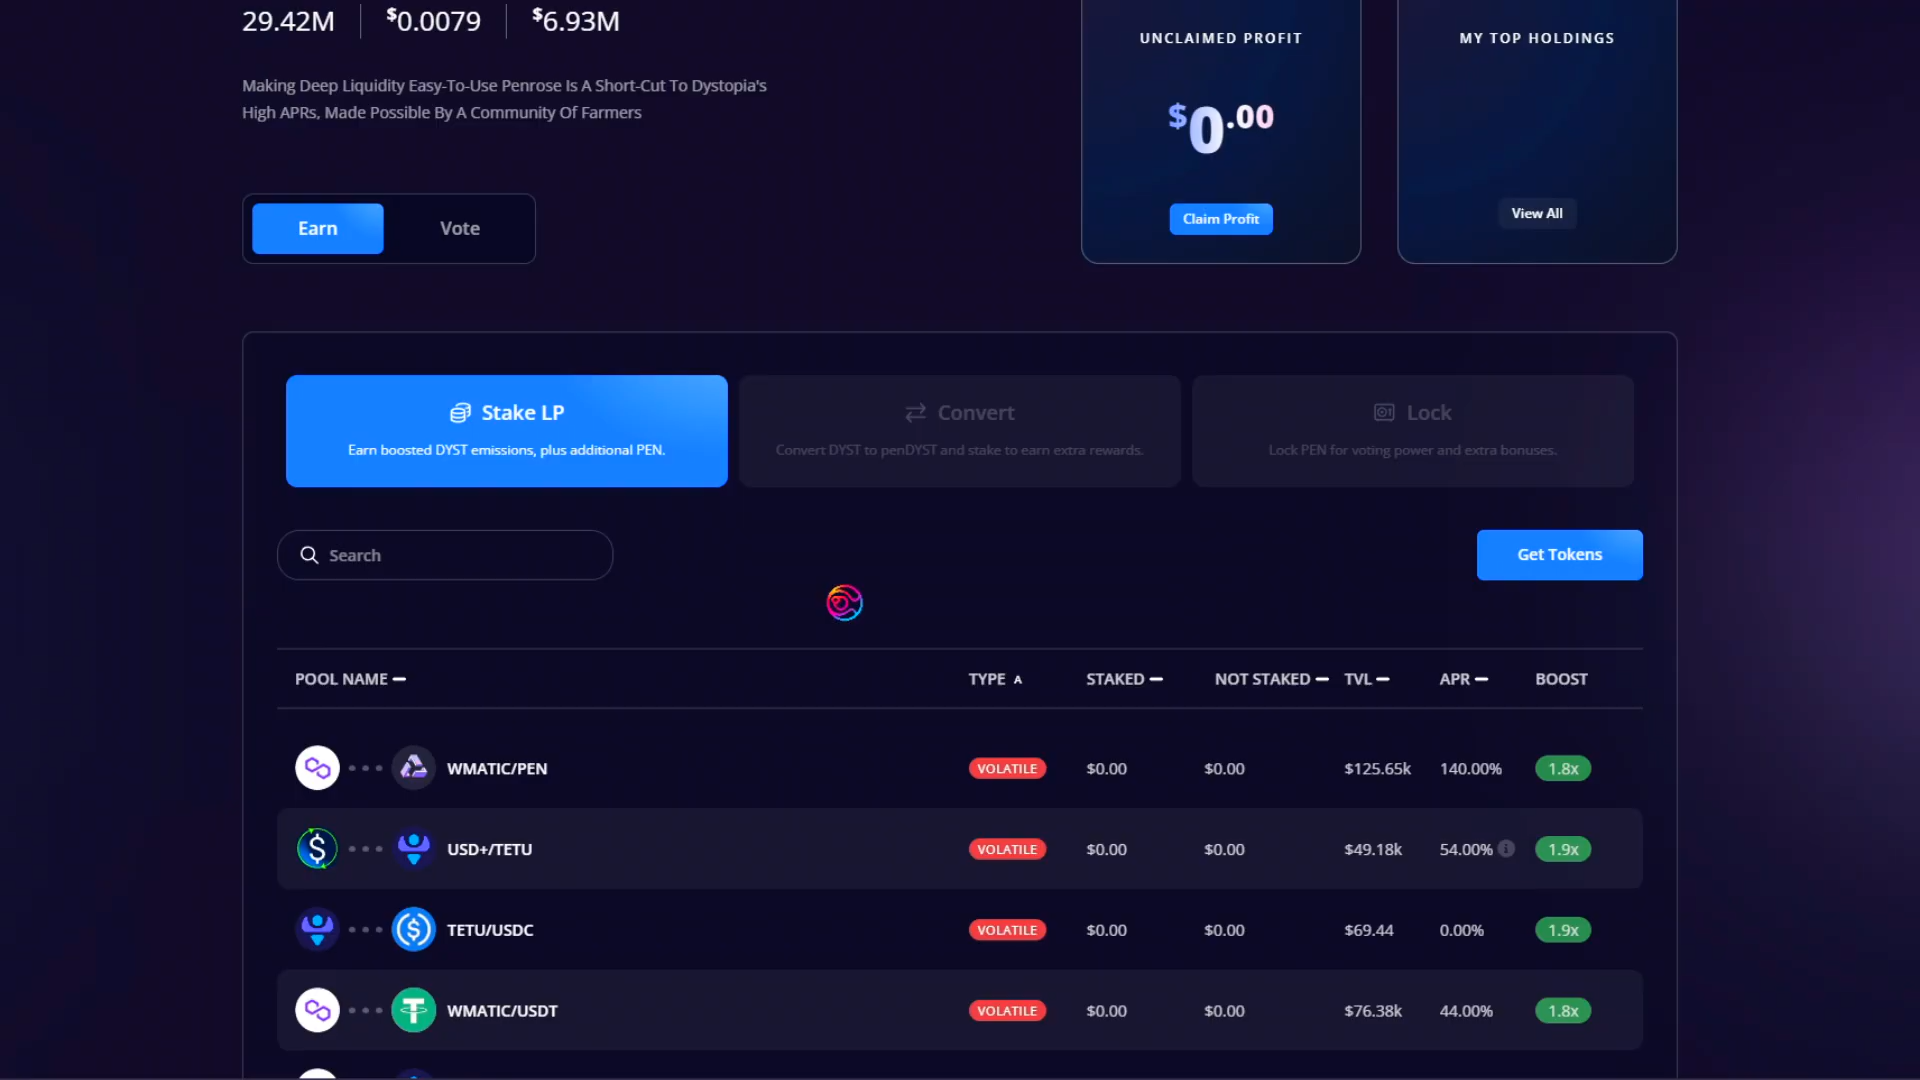 29.42M $0.0079 $6.93M
Making Deep Liquidity Easy-To-Use Penrose Is A Short-Cut To Dystopia's
High APRs, Made Possible By A Community Of Farmers
UNCLAIMED PROFIT
$0.00
Claim Profit
MY TOP HOLDINGS
View All
Earn Vote
Stake LP
Earn boosted DYST emissions, plus additional PEN.
Convert
Convert DYST to penDYST and stake to earn extra rewards.
Lock
Lock PEN for voting power and extra bonuses.
Search
Get Tokens
POOL NAME TYPE STAKED NOT STAKED TVL APR BOOST
WMATIC/PEN VOLATILE $0.00 $0.00 $125.65k 140.00% 1.8x
USD+/TETU VOLATILE $0.00 $0.00 $49.18k 54.00% 1.9x
TETU/USDC VOLATILE $0.00 $0.00 $69.44 0.00% 1.9x
WMATIC/USDT VOLATILE $0.00 $0.00 $76.38k 44.00% 1.8x